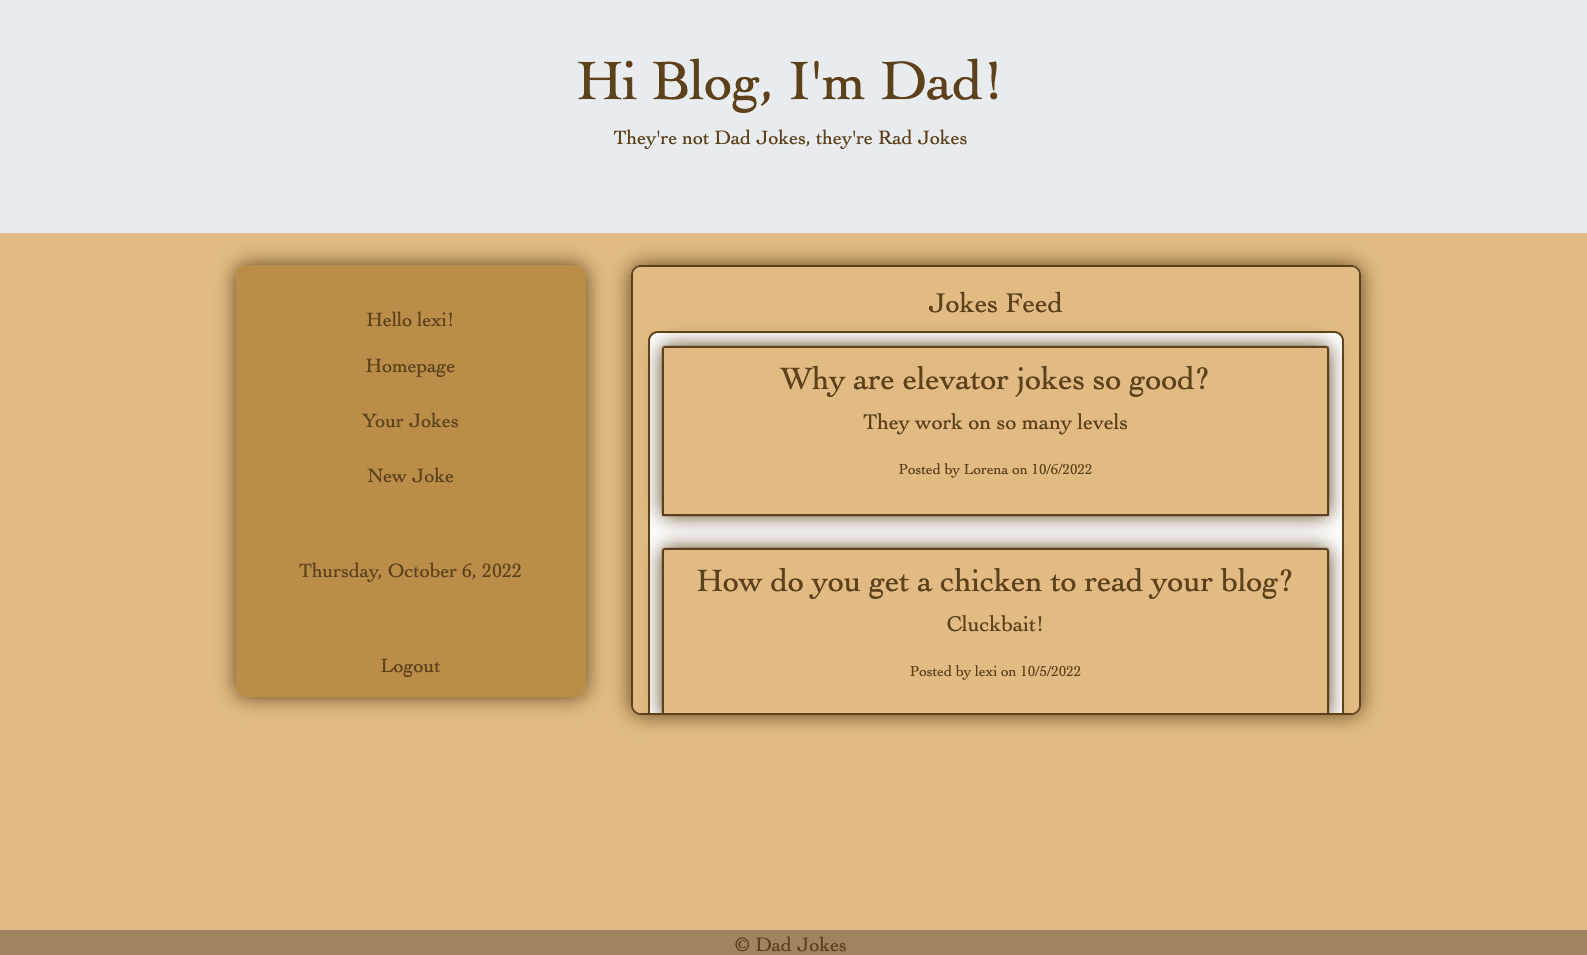 Hi Blog, I'm Dad!
They're not Dad Jokes, they're Rad Jokes
Hello lexi!
Homepage
Your Jokes
New Joke
Thursday, October 6, 2022
Logout
Jokes Feed
Why are elevator jokes so good?
They work on so many levels
Posted by Lorena on 10/6/2022
How do you get a chicken to read your blog?
Cluckbait!
Posted by lexi on 10/5/2022
© Dad Jokes